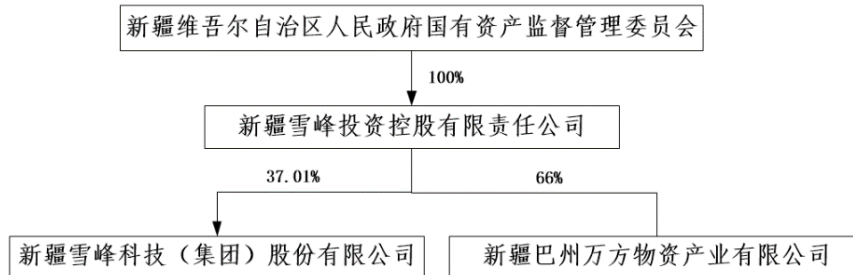 新疆维吾尔自治区人民政府国有资产监督管理委员会
100%
新疆雪峰投资控股有限责任公司
37.01%
66%
新疆雪峰科技（集团）股份有限公司
新疆巴州万方物资产业有限公司